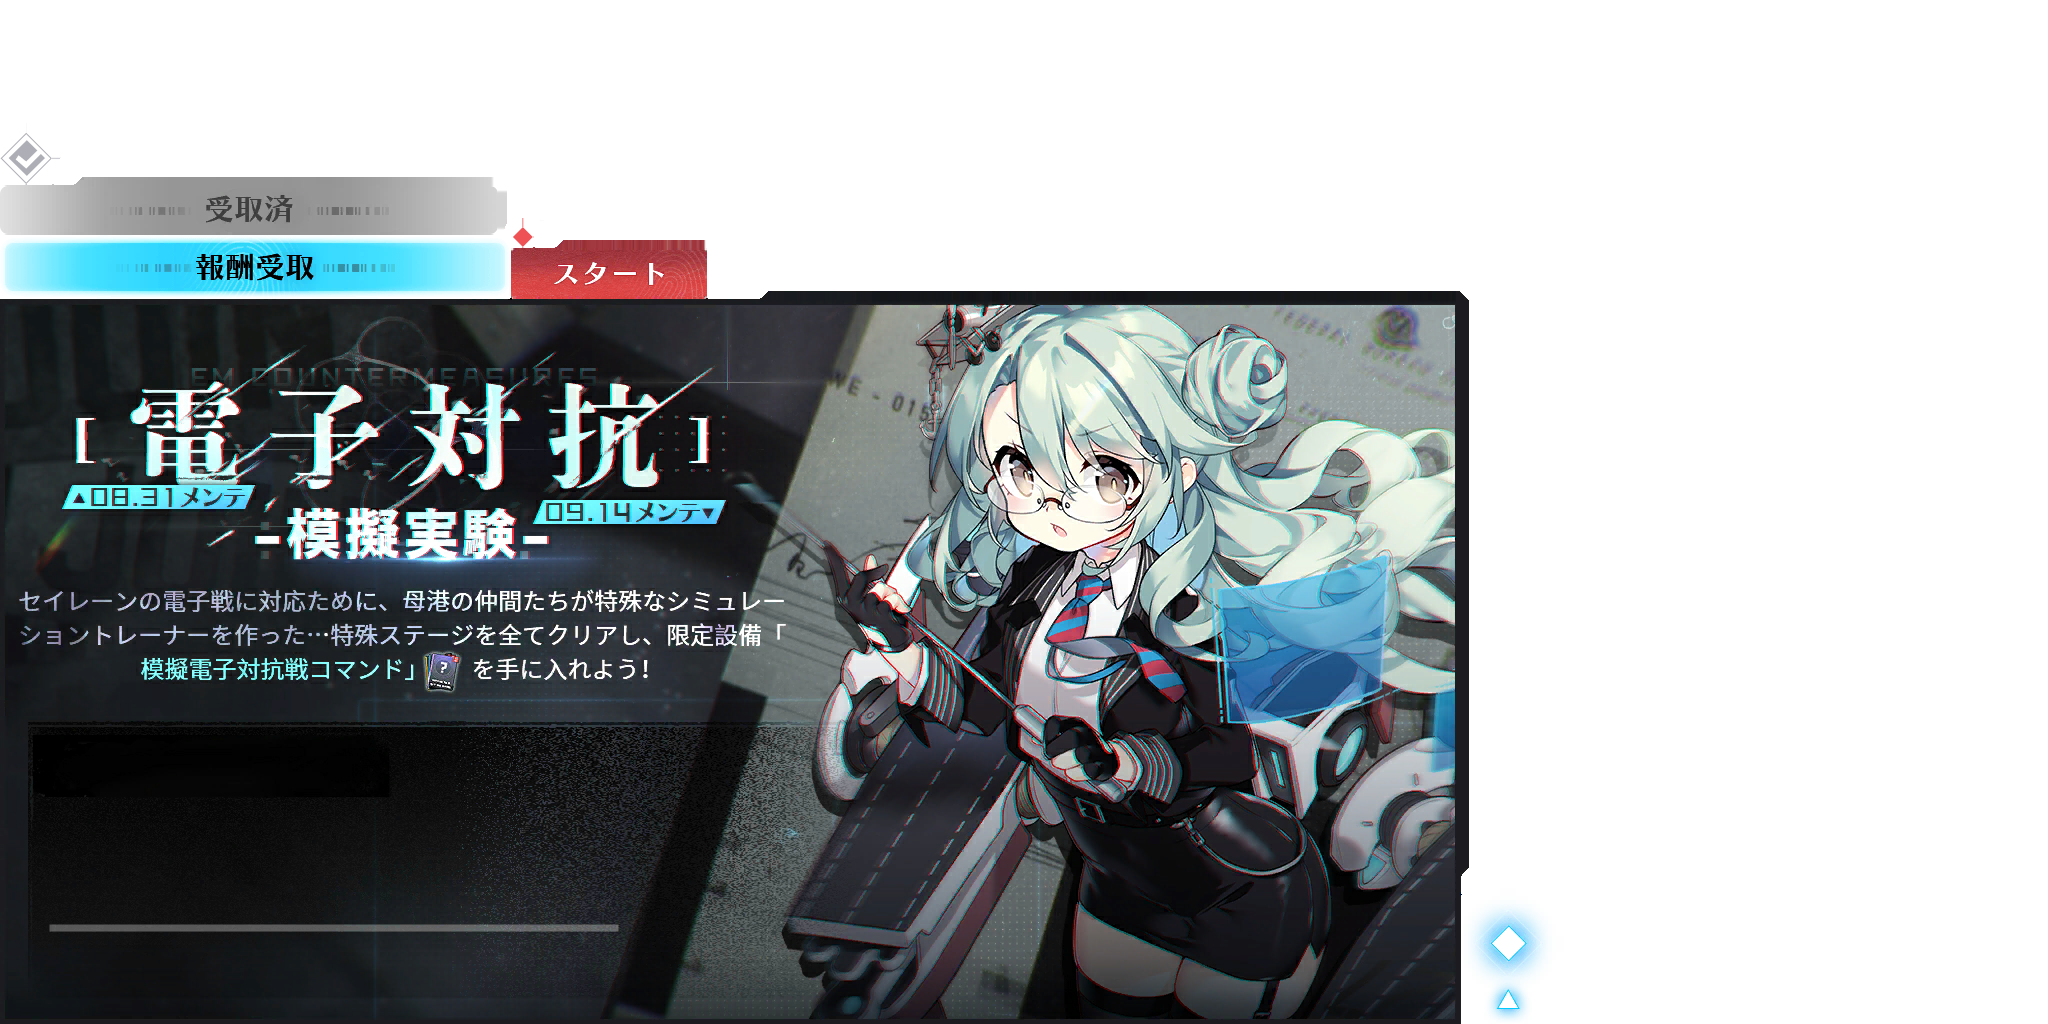 受取済
報酬受取
スタート
EM COUNTERMEASURES
[電子対抗]
▲08.31メンテ
09.14メンテ▼
-模擬実験-
セイレーンの電子戦に対応ために、母港の仲間たちが特殊なシミュレー
ショントレーナーを作った…特殊ステージを全てクリアし、限定設備「
模擬電子対抗戦コマンド」 ? を手に入れよう!
WE - 015